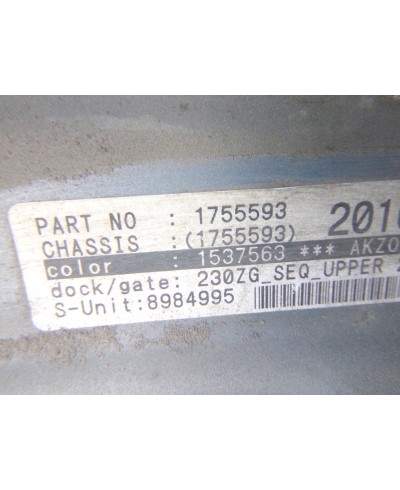 PART NO : 1755593 201
CHASSIS :(1755593)
color : 1537563 *** AKZO
dock/gate: 230ZG_SEQ_UPPER
S-Unit:8984995